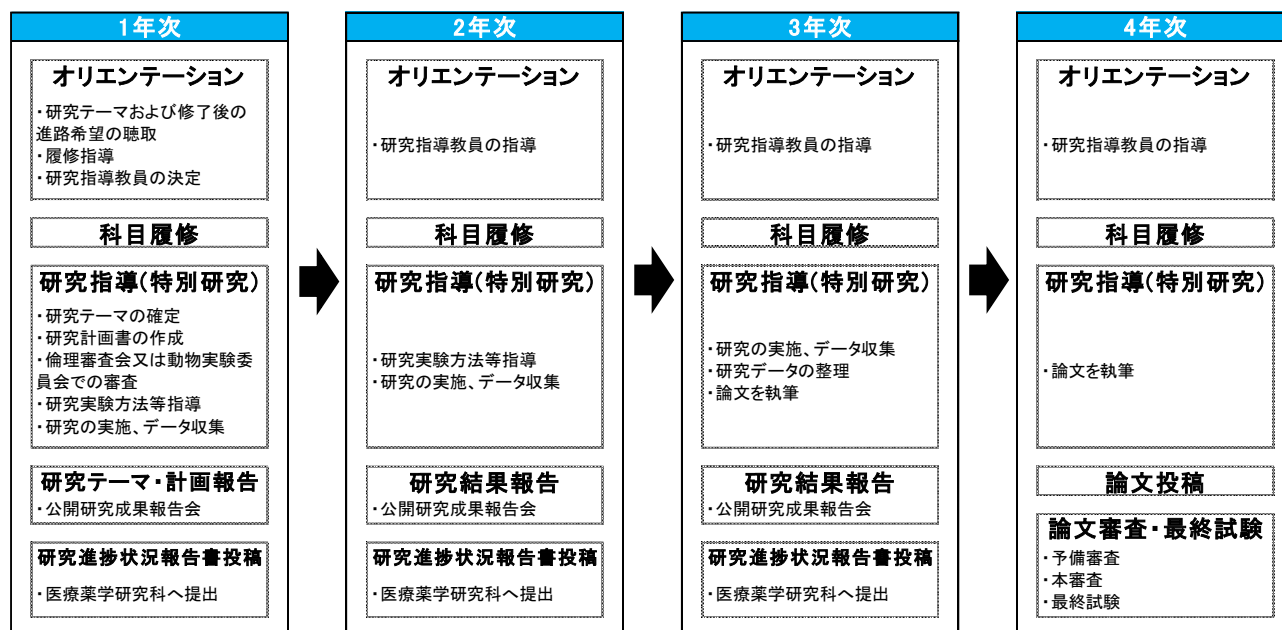 1年次
オリエンテーション
・研究テーマおよび修了後の
進路希望の聴取
・履修指導
・研究指導教員の決定
科目履修
研究指導(特別研究)
・研究テーマの確定
・研究計画書の作成
・倫理審査会又は動物実験委
員会での審査
・研究実験方法等指導
・研究の実施、データ収集
研究テーマ・計画報告
・公開研究成果報告会
研究進捗状況報告書投稿
・医療薬学研究科へ提出
2年次
オリエンテーション
・研究指導教員の指導
科目履修
研究指導(特別研究)
・研究実験方法等指導
・研究の実施、データ収集
研究結果報告
・公開研究成果報告会
研究進捗状況報告書投稿
・医療薬学研究科へ提出
3年次
オリエンテーション
・研究指導教員の指導
科目履修
研究指導(特別研究)
・研究の実施、データ収集
・研究データの整理
・論文を執筆
研究結果報告
・公開研究成果報告会
研究進捗状況報告書投稿
・医療薬学研究科へ提出
4年次
オリエンテーション
・研究指導教員の指導
科目履修
研究指導(特別研究)
・論文を執筆
論文投稿
論文審査・最終試験
・予備審査
・本審査
・最終試験